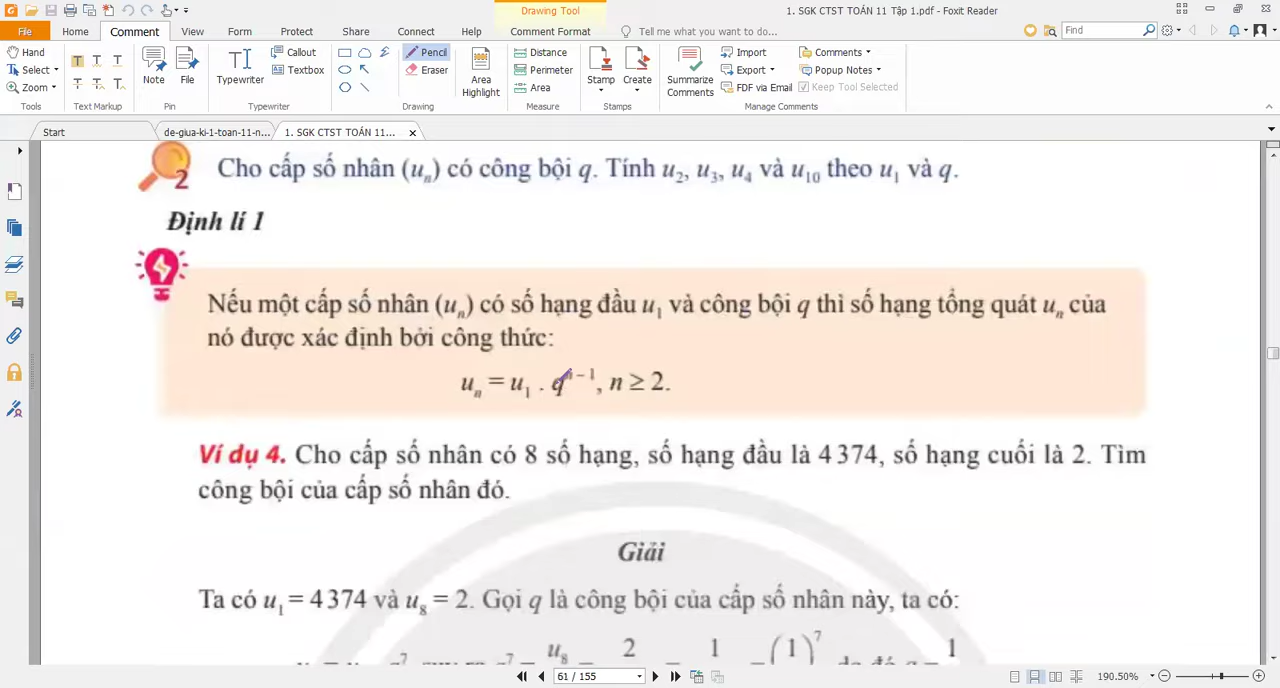 Drawing Tool
1. SGK CTST TOÁN 11 Tập 1.pdf - Foxit Reader
File Home Comment View Form Protect Share Connect Help Comment Format Tell me what you want to do... Find
Hand
Select
Zoom
Tools
Text Markup
Note File
Pin
Typewriter
Callout
Textbox
Typewriter
Pencil
Eraser
Area Highlight
Drawing
Distance
Perimeter
Area
Measure
Stamp Create
Stamps
Summarize Comments
Import
Export
FDF via Email
Comments
Popup Notes
Keep Tool Selected
Manage Comments
Start de-giua-ki-1-toan-11-n... 1. SGK CTST TOÁN 11...
2 Cho cấp số nhân (uₙ) có công bội q. Tính u₂, u₃, u₄ và u₁₀ theo u₁ và q.
Định lí 1
Nếu một cấp số nhân (uₙ) có số hạng đầu u₁ và công bội q thì số hạng tổng quát uₙ của
nó được xác định bởi công thức:
uₙ = u₁ . qⁿ⁻¹, n ≥ 2.
Ví dụ 4. Cho cấp số nhân có 8 số hạng, số hạng đầu là 4 374, số hạng cuối là 2. Tìm
công bội của cấp số nhân đó.
Giải
Ta có u₁ = 4 374 và u₈ = 2. Gọi q là công bội của cấp số nhân này, ta có:
61 / 155
190.50%